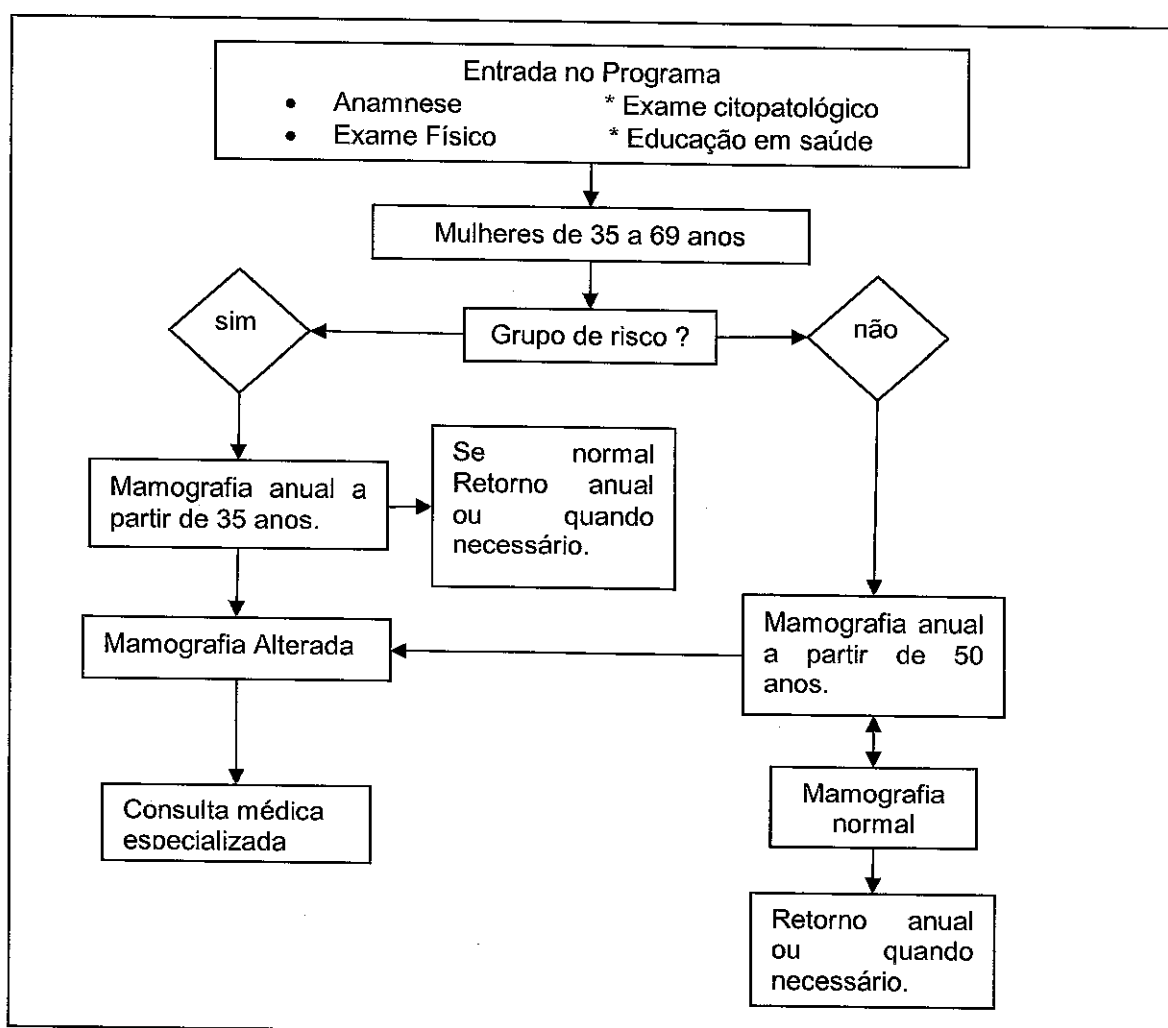 Entrada no Programa
• Anamnese * Exame citopatológico
• Exame Físico * Educação em saúde
Mulheres de 35 a 69 anos
sim
Grupo de risco ?
não
Se normal
Retorno anual
ou quando
necessário.
Mamografia anual a
partir de 35 anos.
Mamografia Alterada
Mamografia anual
a partir de 50
anos.
Consulta médica
especializada
Mamografia
normal
Retorno anual
ou quando
necessário.